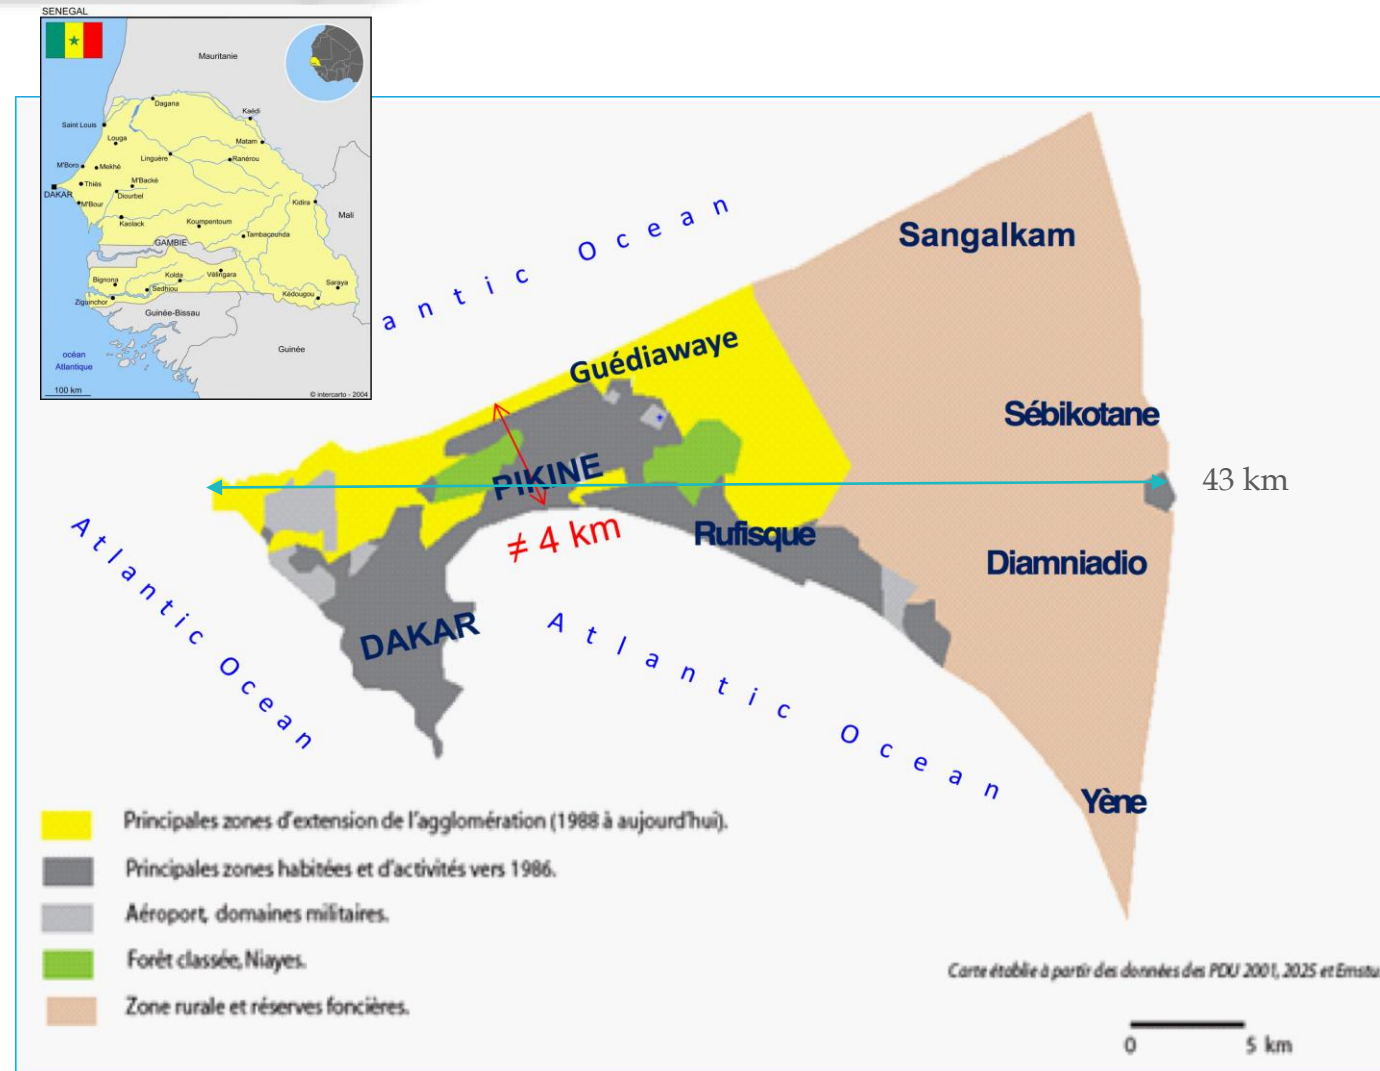 SENEGAL
Mauritanie
Dagana
Kaëdi
Saint Louis
Louga
Matam
Linguère
Ranérou
M'Boro
Mekhé
Thiès
M'Backé
DAKAR
Diourbel
M'Bour
Kidira
Kaolack
Koumpentoum
Mali
Tambacounda
GAMBIE
Bignona
Kolda
Vélingara
Sédhiou
Saraya
Kédougou
Ziguinchor
Guinée-Bissau
Guinée
océan
Atlantique
100 km
© intercarto - 2004
antic Ocean
Sangalkam
Guédiawaye
Sébikotane
PIKINE
43 km
≠ 4 km
Rufisque
Diamniadio
Atlantic Ocean
DAKAR
Atlantic Ocean
Yène
Principales zones d'extension de l'agglomération (1988 à aujourd'hui).
Principales zones habitées et d'activités vers 1986.
Aéroport, domaines militaires.
Forêt classée, Niayes.
Zone rurale et réserves foncières.
Carte établie à partir des données des PDU 2001, 2025 et Emstu
0 5 km